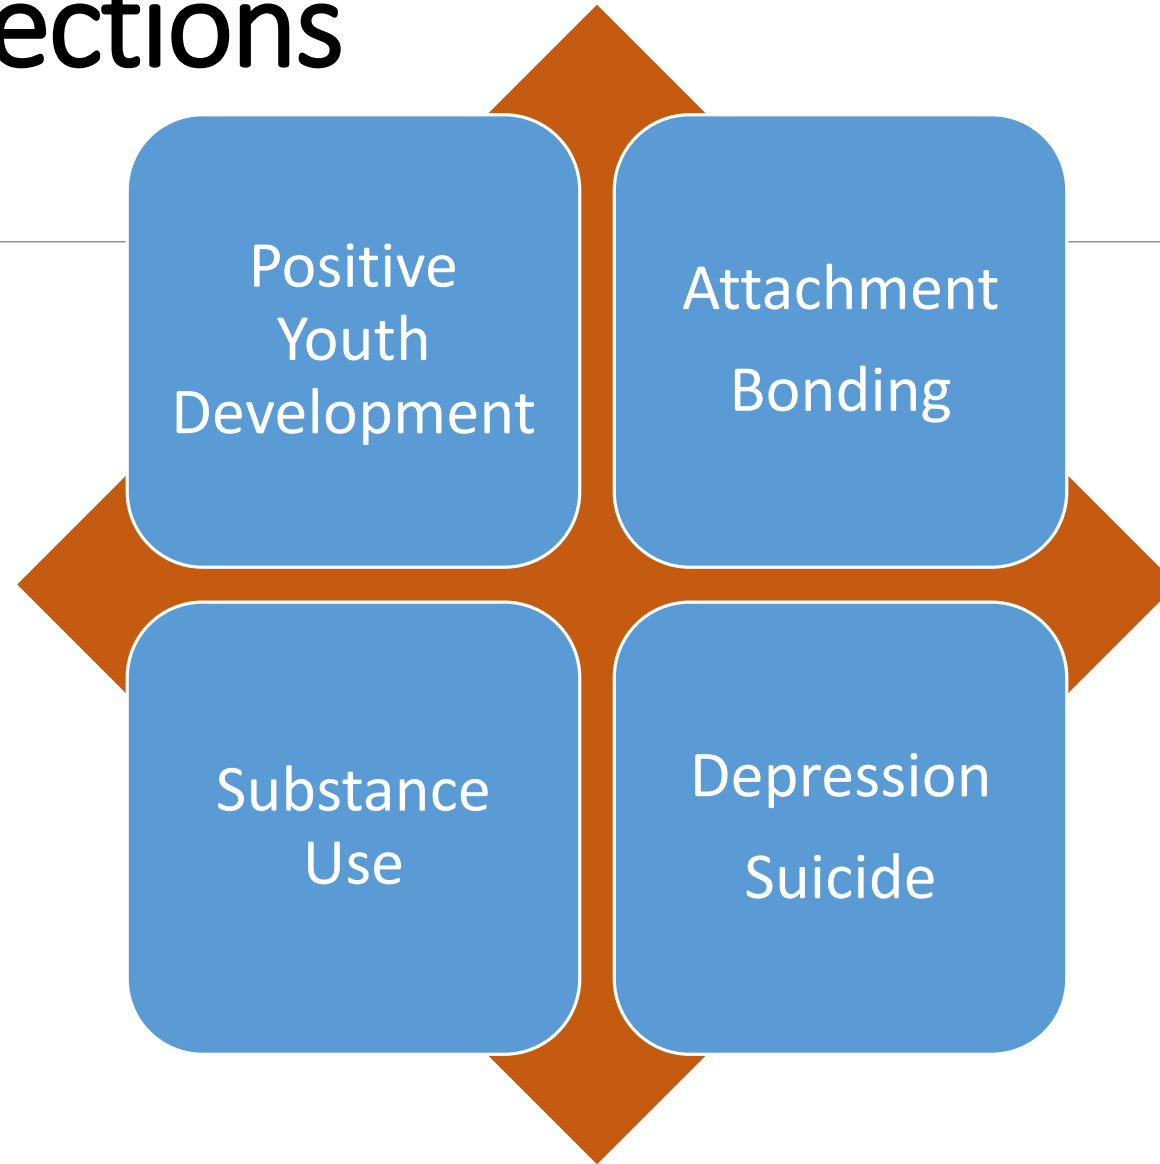 ections
Positive
Youth
Development
Attachment
Bonding
Substance
Use
Depression
Suicide